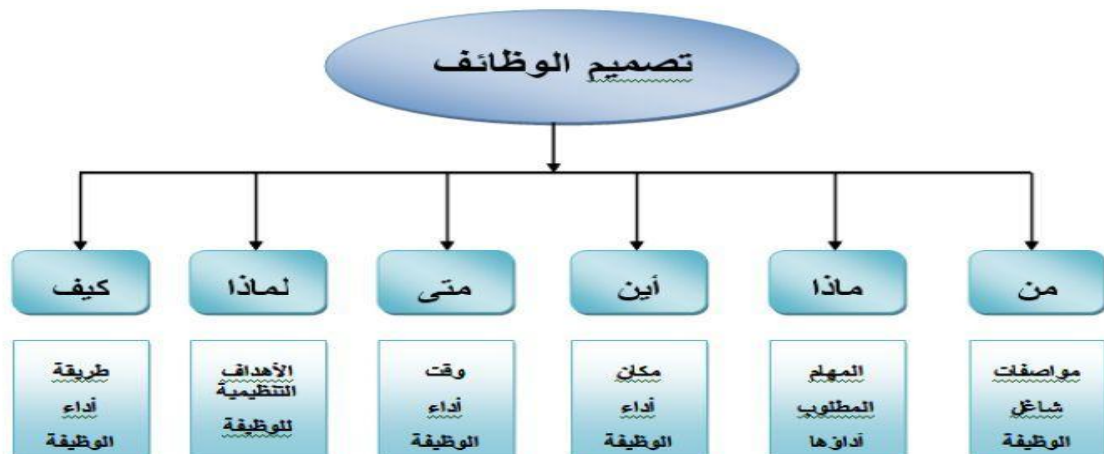 تصميم الوظائف
من
ماذا
أين
متى
لماذا
كيف
مواصفات
شاغل
الوظيفة
المهام
المطلوب
أداؤها
مكان
أداء
الوظيفة
وقت
أداء
الوظيفة
الأهداف
التنظيمية
للوظيفة
طريقة
أداء
الوظيفة